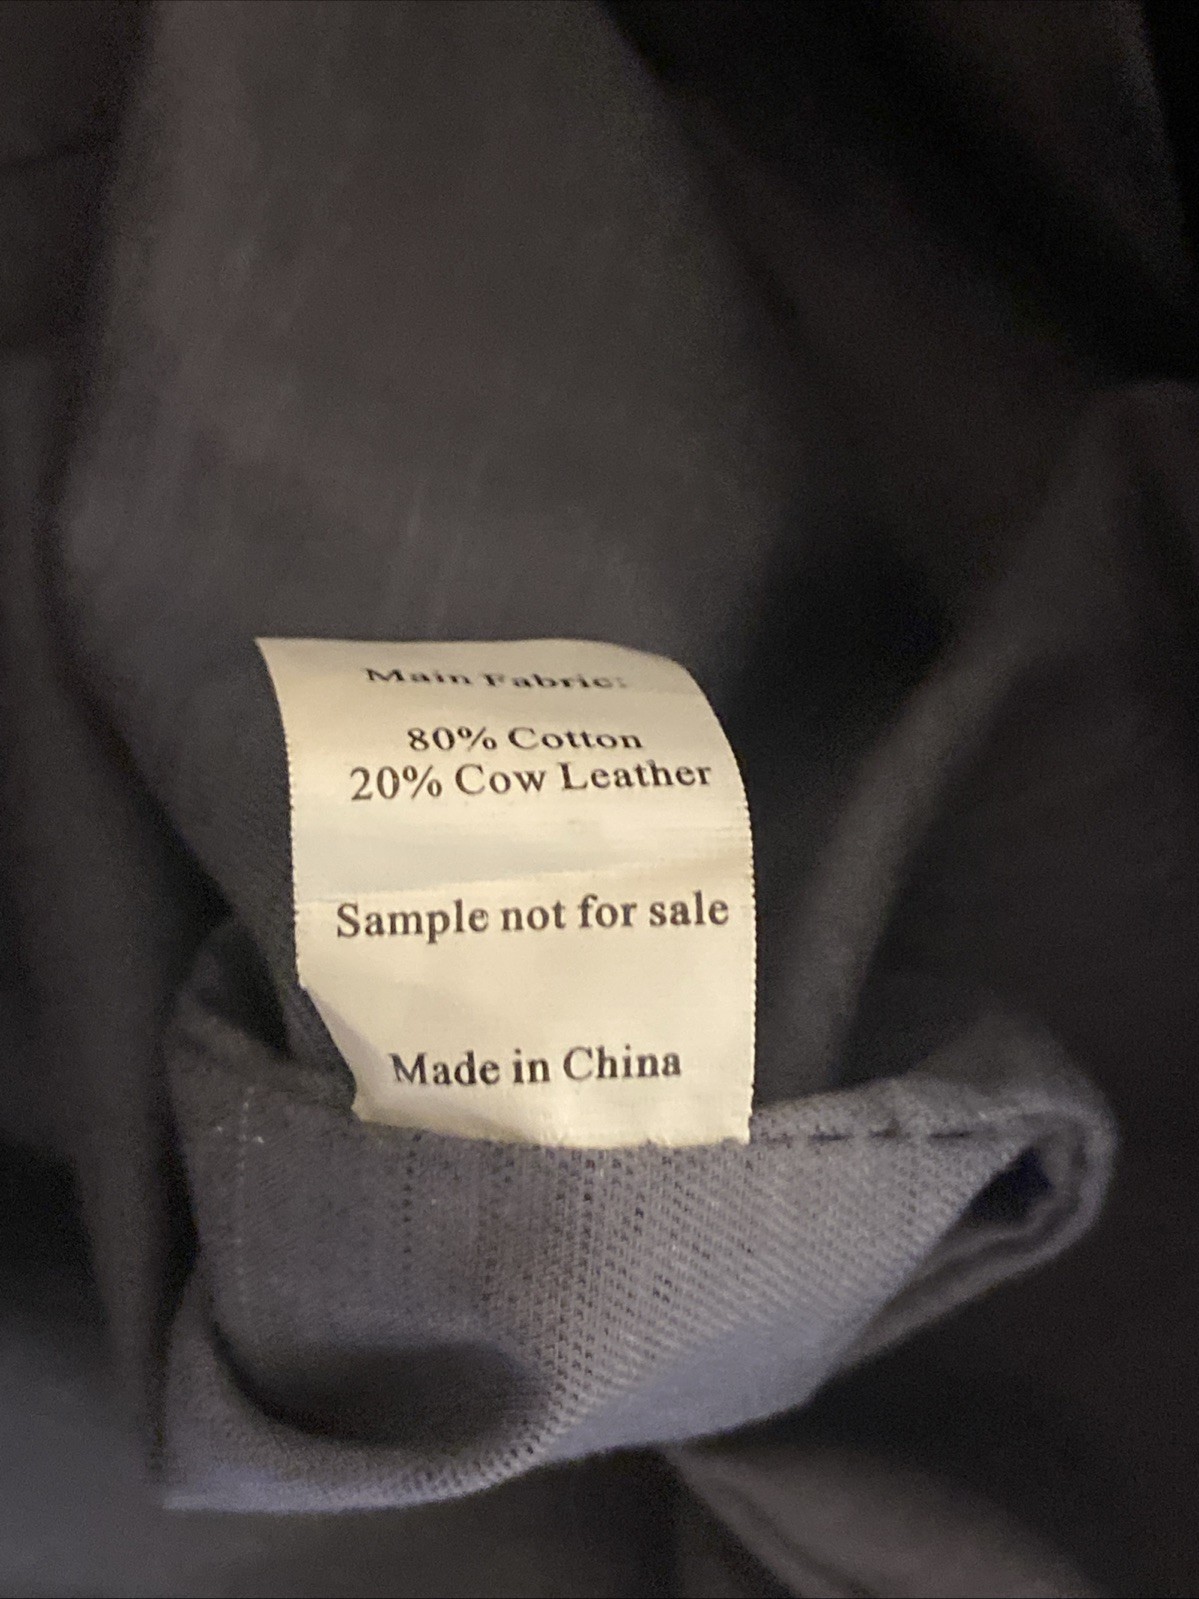 Main Fabric:
80% Cotton
20% Cow Leather
Sample not for sale
Made in China